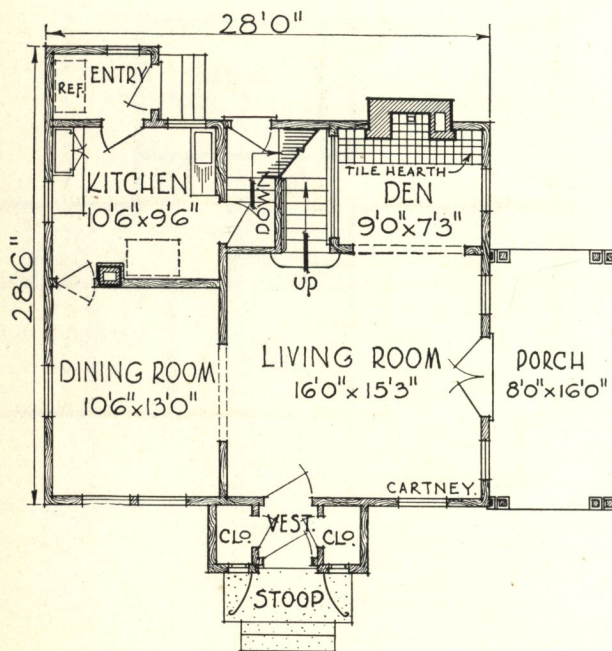 28'0"
ENTRY
REF.
KITCHEN
10'6"x9'6"
DOWN
TILE HEARTH
DEN
9'0"x7'3"
28'6"
UP
DINING ROOM
10'6"x13'0"
LIVING ROOM
16'0"x15'3"
PORCH
8'0"x16'0"
CARTNEY.
CLO.
VEST.
CLO.
STOOP